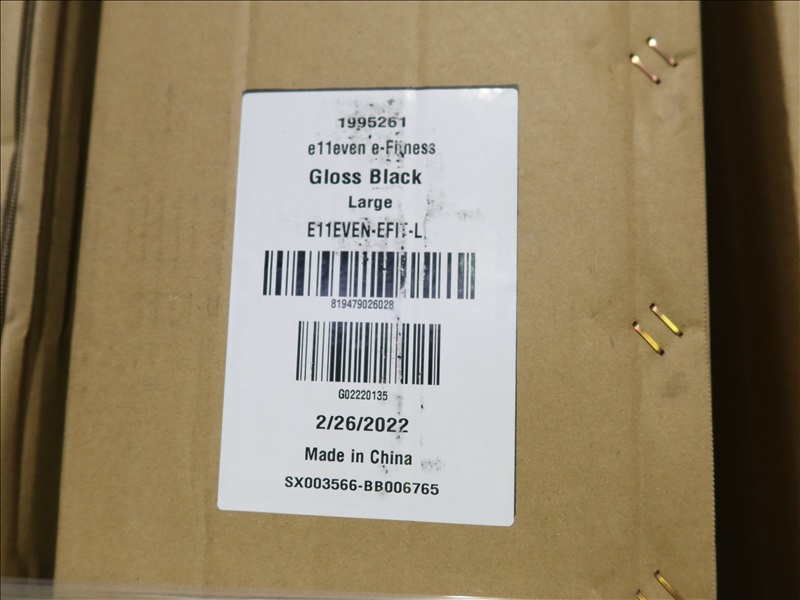 1995261
e11even e-Fitness
Gloss Black
Large
E11EVEN-EFIT-L
819479026028
G02220135
2/26/2022
Made in China
SX003566-BB006765